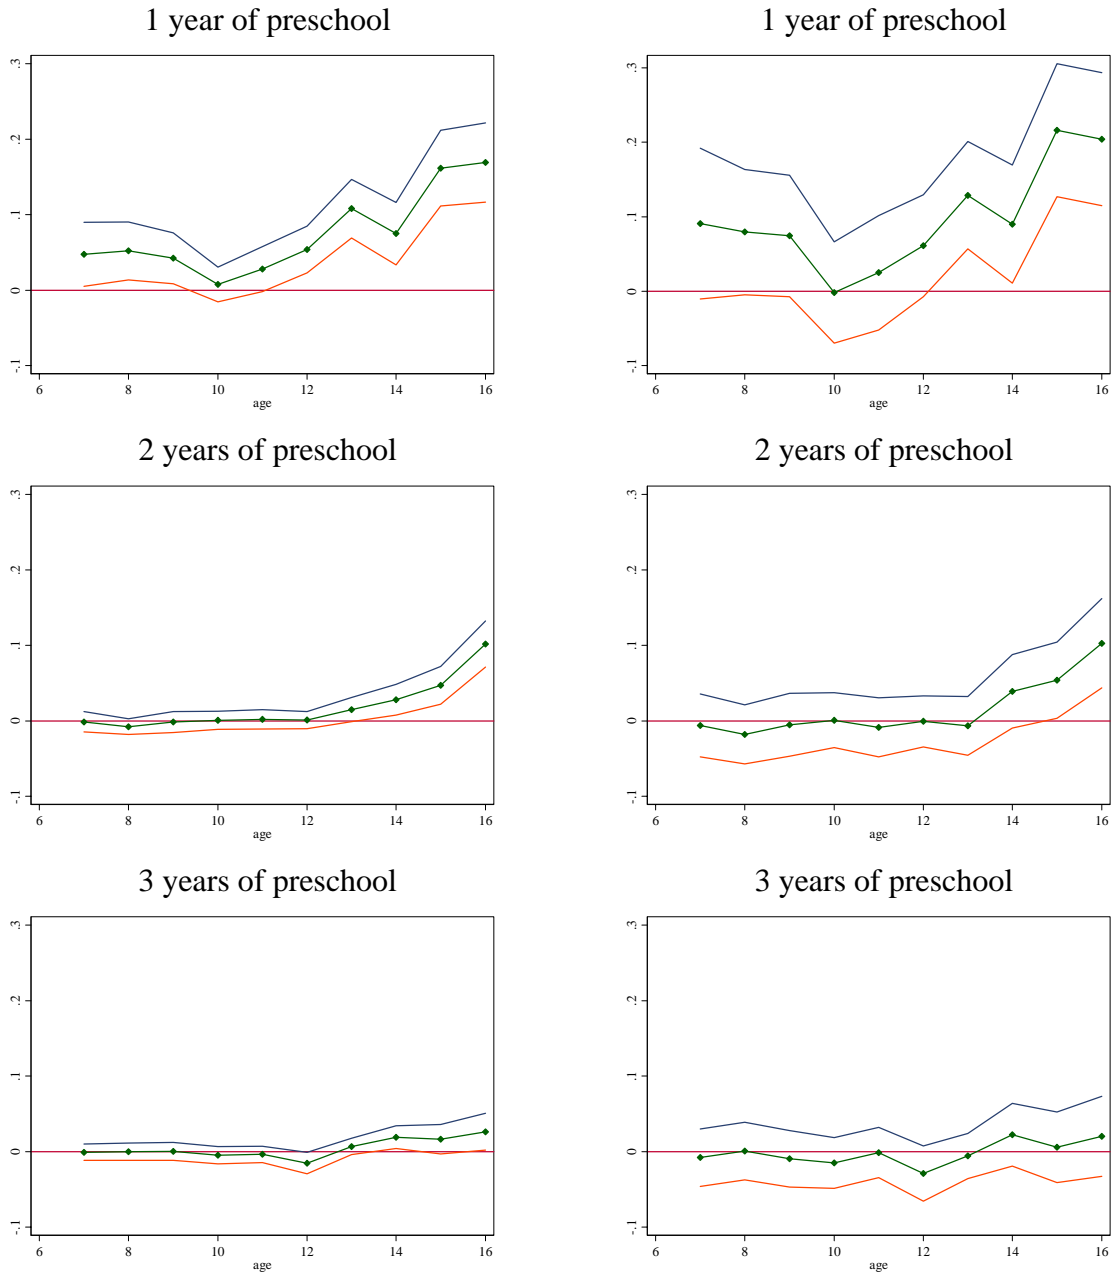 1 year of preschool
.3
.2
.1
0
-.1
6 8 10 12 14 16
age
1 year of preschool
.3
.2
.1
0
-.1
6 8 10 12 14 16
age
2 years of preschool
.3
.2
.1
0
-.1
6 8 10 12 14 16
age
2 years of preschool
.3
.2
.1
0
-.1
6 8 10 12 14 16
age
3 years of preschool
.3
.2
.1
0
-.1
6 8 10 12 14 16
age
3 years of preschool
.3
.2
.1
0
-.1
6 8 10 12 14 16
age